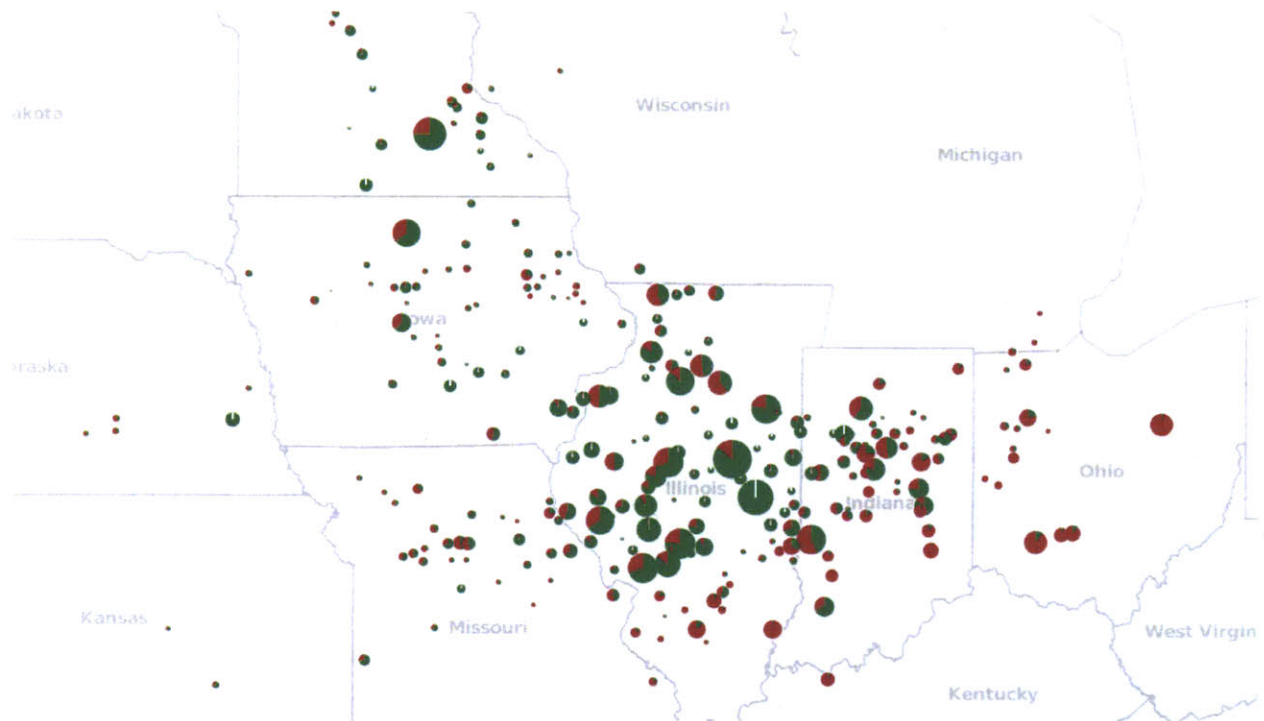 Wisconsin
akota
Michigan
owa
raska
Ohio
Illinois
Indiana
Kansas
Missouri
West Virgin
Kentucky